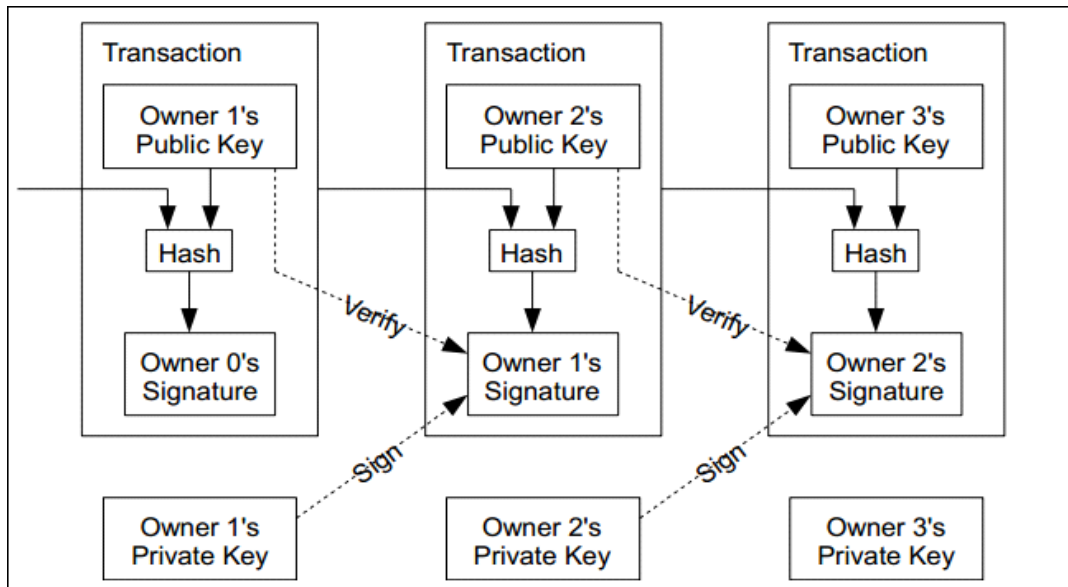 Transaction
Transaction
Transaction
Owner 1's
Public Key
Owner 2's
Public Key
Owner 3's
Public Key
Hash
Hash
Hash
Verify
Verify
Owner 0's
Signature
Owner 1's
Signature
Owner 2's
Signature
Sign
Sign
Owner 1's
Private Key
Owner 2's
Private Key
Owner 3's
Private Key